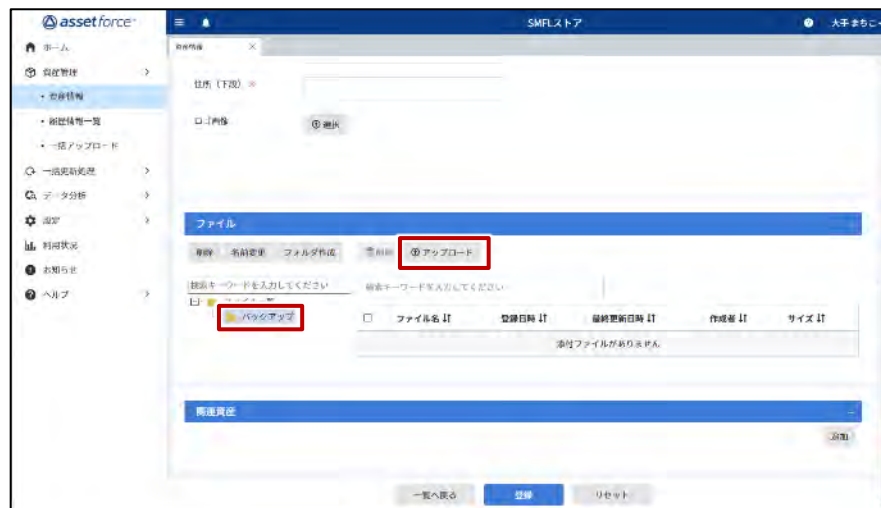 assetforce
SMFLストア
大手まちこ
ホーム
資産管理
資産情報
履歴情報一覧
一括アップロード
一括更新処理
データ分析
設定
利用状況
お知らせ
ヘルプ
資産情報
住所（下段）
ロゴ画像
選択
ファイル
削除 名前変更 フォルダ作成 削除 アップロード
検索キーワードを入力してください 検索キーワードを入力してください
バックアップ
ファイル名 登録日時 最終更新日時 作成者 サイズ
添付ファイルがありません
関連資産
追加
一覧へ戻る 登録 リセット